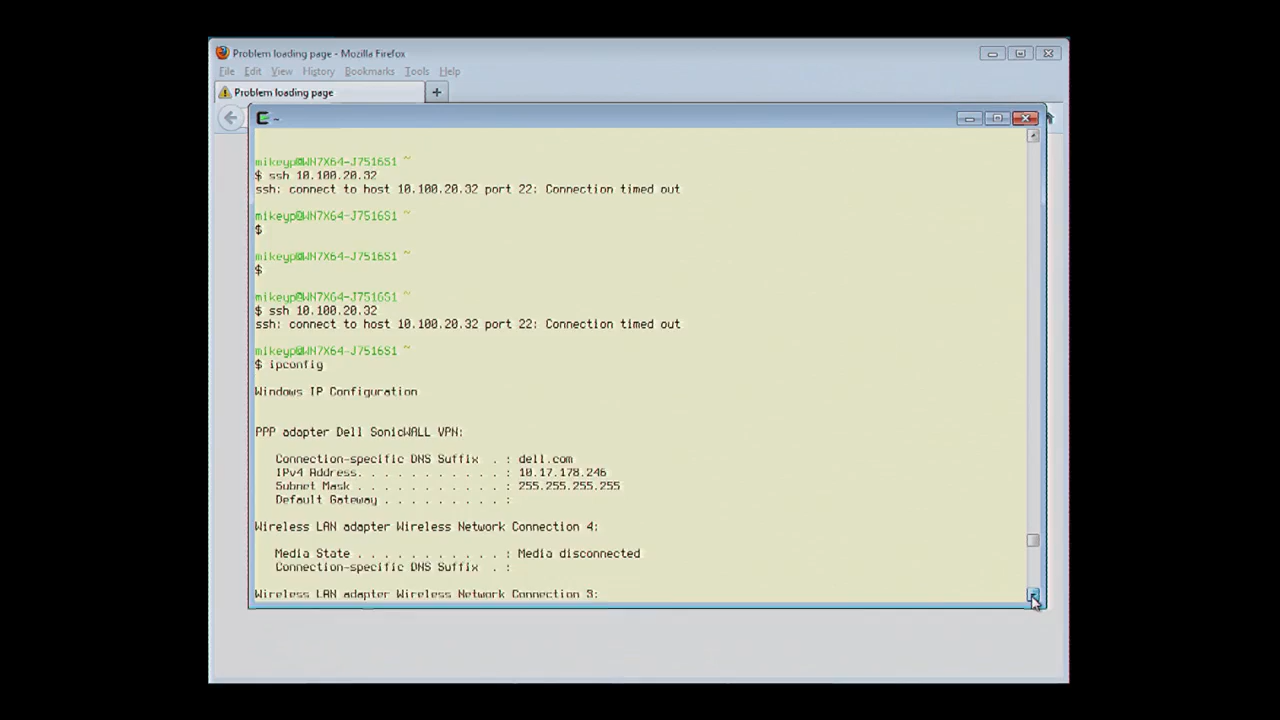 Problem loading page - Mozilla Firefox
File Edit View History Bookmarks Tools Help
Problem loading page
~
mikeyp@WN7X64-J7516S1 ~
$ ssh 10.100.20.32
ssh: connect to host 10.100.20.32 port 22: Connection timed out
mikeyp@WN7X64-J7516S1 ~
$
mikeyp@WN7X64-J7516S1 ~
$
mikeyp@WN7X64-J7516S1 ~
$ ssh 10.100.20.32
ssh: connect to host 10.100.20.32 port 22: Connection timed out
mikeyp@WN7X64-J7516S1 ~
$ ipconfig
Windows IP Configuration
PPP adapter Dell SonicWALL VPN:
Connection-specific DNS Suffix . : dell.com
IPv4 Address. . . . . . . . . . . : 10.17.178.246
Subnet Mask . . . . . . . . . . . : 255.255.255.255
Default Gateway . . . . . . . . . :
Wireless LAN adapter Wireless Network Connection 4:
Media State . . . . . . . . . . . : Media disconnected
Connection-specific DNS Suffix . :
Wireless LAN adapter Wireless Network Connection 3: